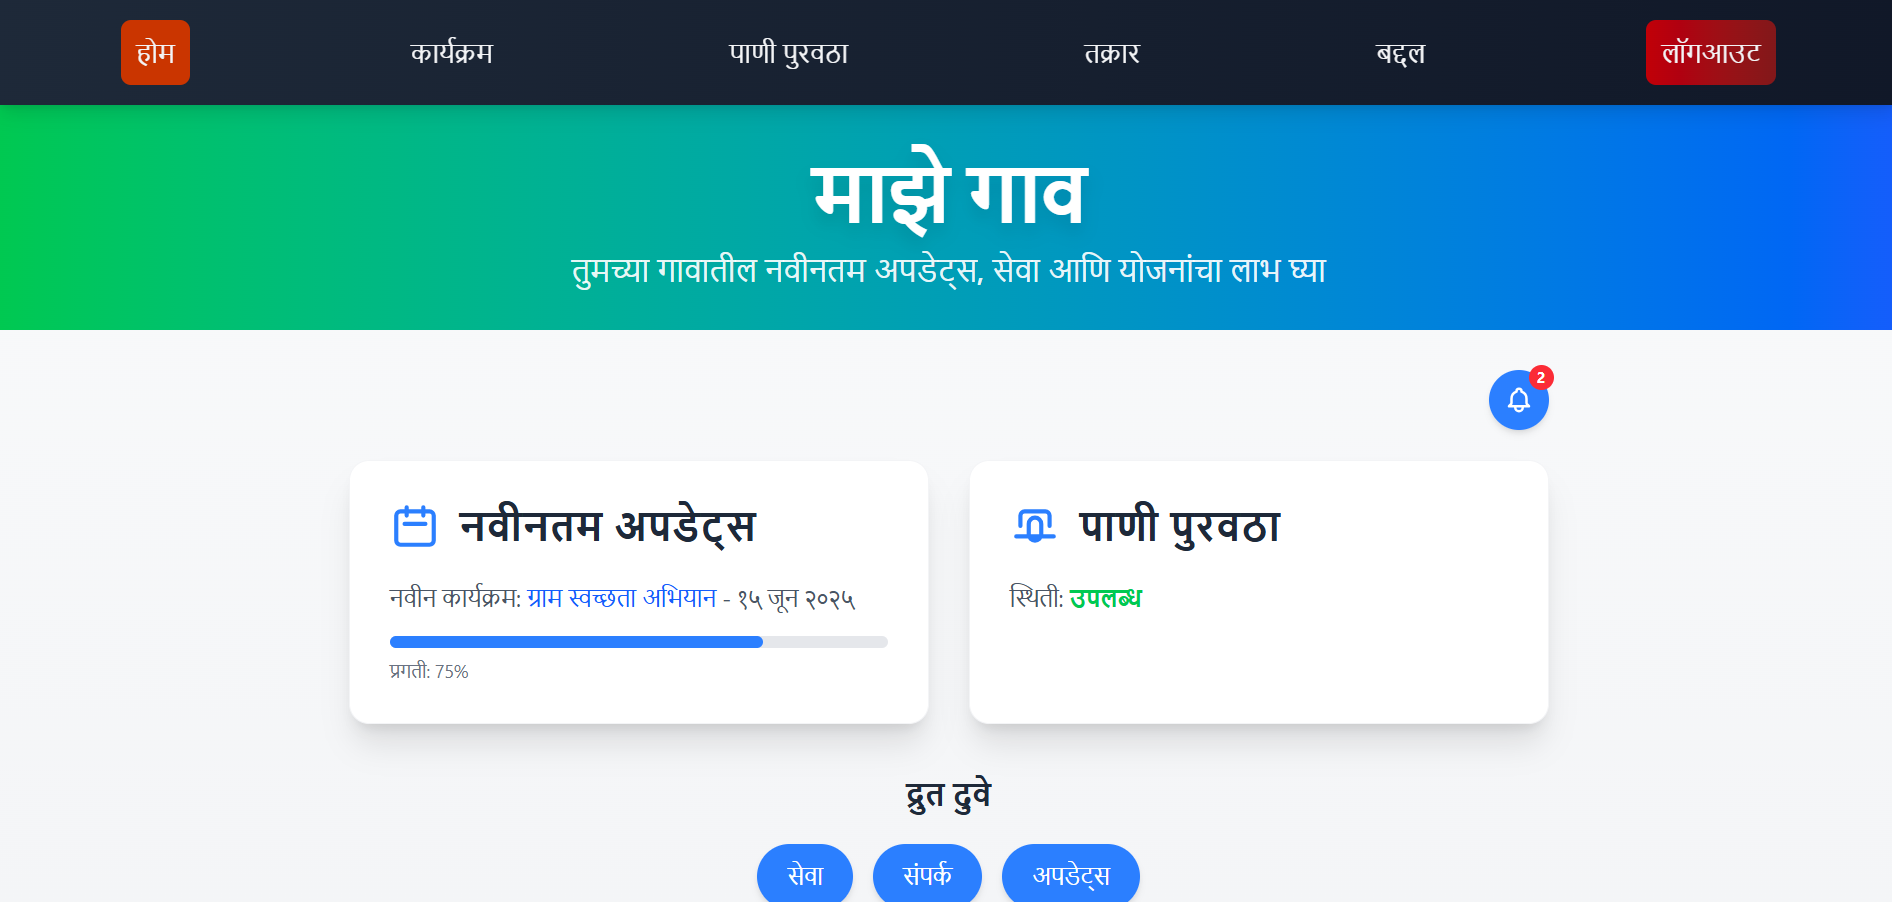 होम कार्यक्रम पाणी पुरवठा तक्रार बद्दल लॉगआउट
माझे गाव
तुमच्या गावातील नवीनतम अपडेट्स, सेवा आणि योजनांचा लाभ घ्या
2
नवीनतम अपडेट्स
नवीन कार्यक्रम: ग्राम स्वच्छता अभियान - १५ जून २०२५
प्रगती: 75%
पाणी पुरवठा
स्थिती: उपलब्ध
द्रुत दुवे
सेवा संपर्क अपडेट्स